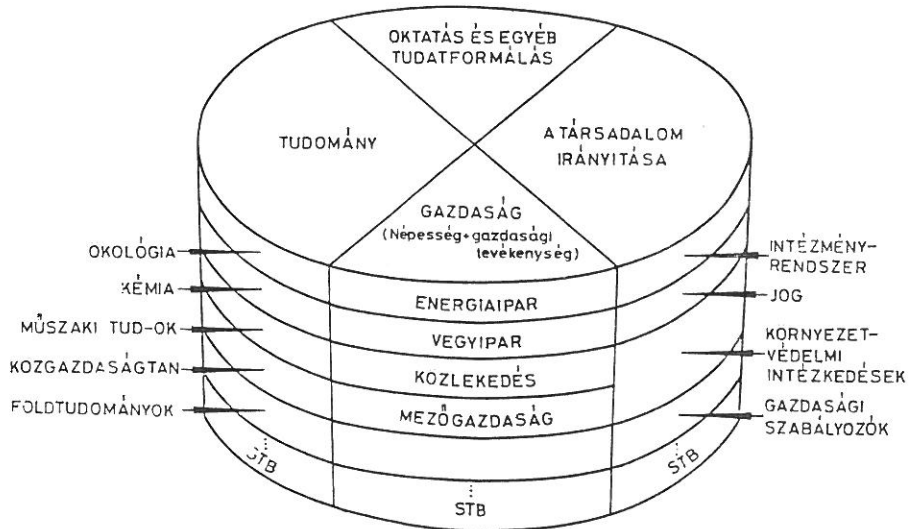 OKTATÁS ÉS EGYÉB
TUDATFORMÁLÁS
TUDOMÁNY
A TÁRSADALOM
IRÁNYITÁSA
GAZDASÁG
(Népesség+gazdasági
tevékenység)
ÖKOLÓGIA
KÉMIA
MŰSZAKI TUD-OK
KÖZGAZDASÁGTAN
FÖLDTUDOMÁNYOK
STB
ENERGIAIPAR
VEGYIPAR
KÖZLEKEDÉS
MEZŐGAZDASÁG
STB
INTÉZMÉNY-
RENDSZER
JOG
KÖRNYEZET-
VÉDELMI
INTÉZKEDÉSEK
GAZDASÁGI
SZABÁLYOZÓK
STB